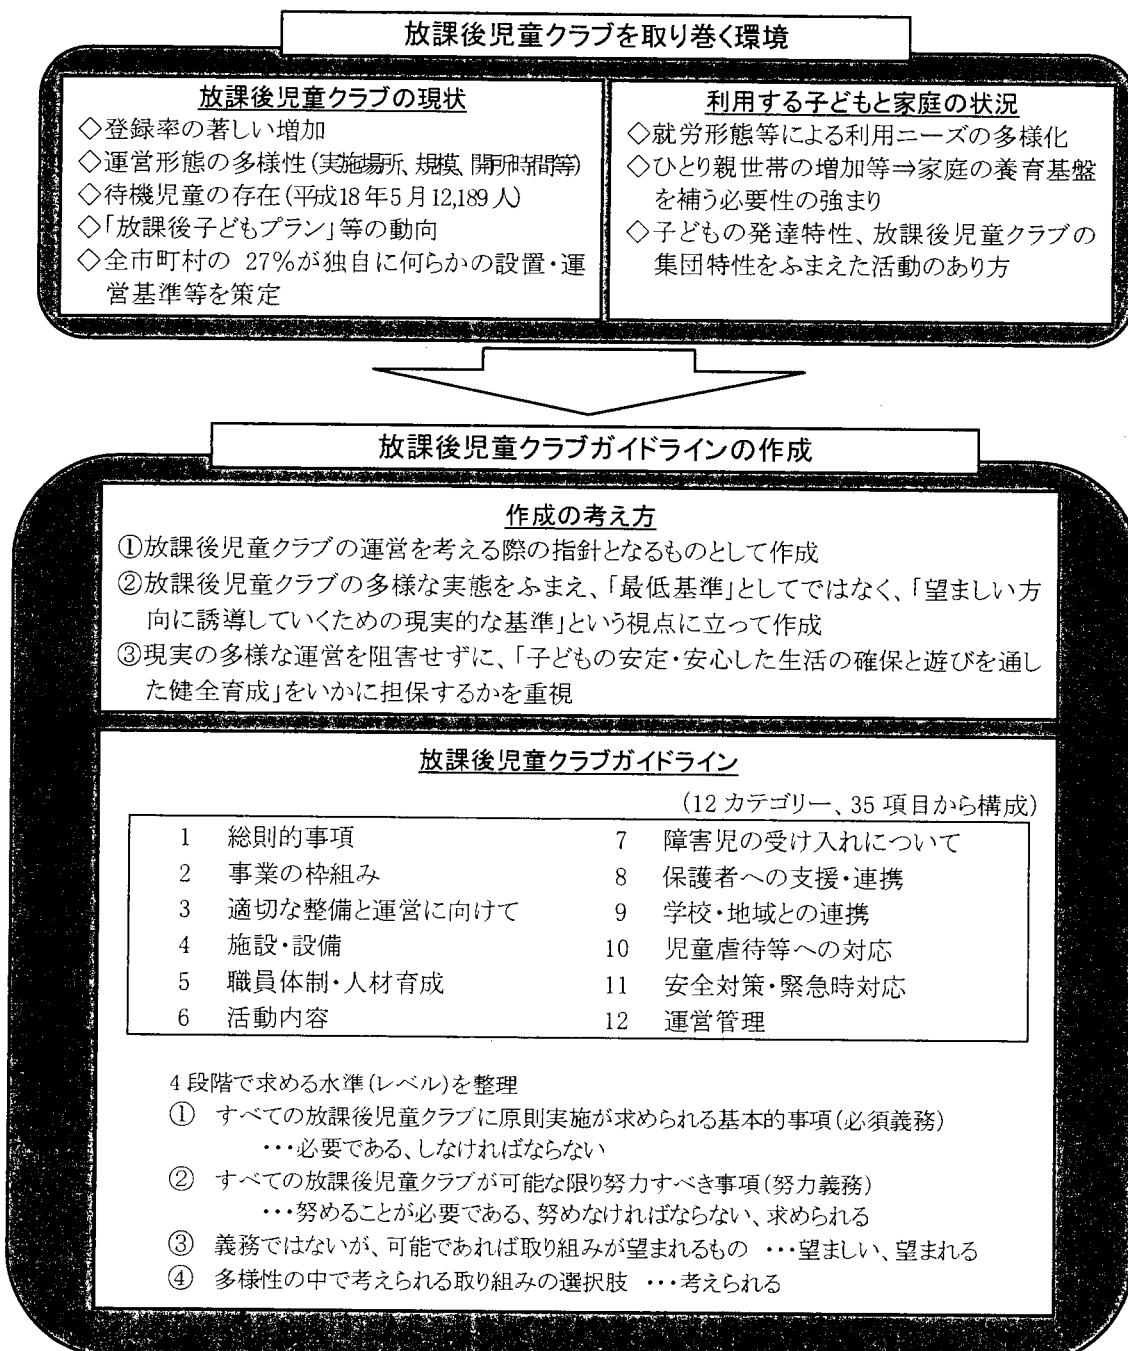 放課後児童クラブを取り巻く環境
放課後児童クラブの現状
◇登録率の著しい増加
◇運営形態の多様性(実施場所、規模、開所時間等)
◇待機児童の存在(平成18年5月12,189人)
◇「放課後子どもプラン」等の動向
◇全市町村の 27%が独自に何らかの設置・運
営基準等を策定
利用する子どもと家庭の状況
◇就労形態等による利用ニーズの多様化
◇ひとり親世帯の増加等⇒家庭の養育基盤
を補う必要性の強まり
◇子どもの発達特性、放課後児童クラブの
集団特性をふまえた活動のあり方
放課後児童クラブガイドラインの作成
作成の考え方
①放課後児童クラブの運営を考える際の指針となるものとして作成
②放課後児童クラブの多様な実態をふまえ、「最低基準」としてではなく、「望ましい方
向に誘導していくための現実的な基準」という視点に立って作成
③現実の多様な運営を阻害せずに、「子どもの安定・安心した生活の確保と遊びを通し
た健全育成」をいかに担保するかを重視
放課後児童クラブガイドライン
(12カテゴリー、35項目から構成)
1 総則的事項
2 事業の枠組み
3 適切な整備と運営に向けて
4 施設・設備
5 職員体制・人材育成
6 活動内容
7 障害児の受け入れについて
8 保護者への支援・連携
9 学校・地域との連携
10 児童虐待等への対応
11 安全対策・緊急時対応
12 運営管理
4段階で求める水準(レベル)を整理
① すべての放課後児童クラブに原則実施が求められる基本的事項(必須義務)
・・・必要である、しなければならない
② すべての放課後児童クラブが可能な限り努力すべき事項(努力義務)
・・・努めることが必要である、努めなければならない、求められる
③ 義務ではないが、可能であれば取り組みが望まれるもの ・・・望ましい、望まれる
④ 多様性の中で考えられる取り組みの選択肢 ・・・考えられる